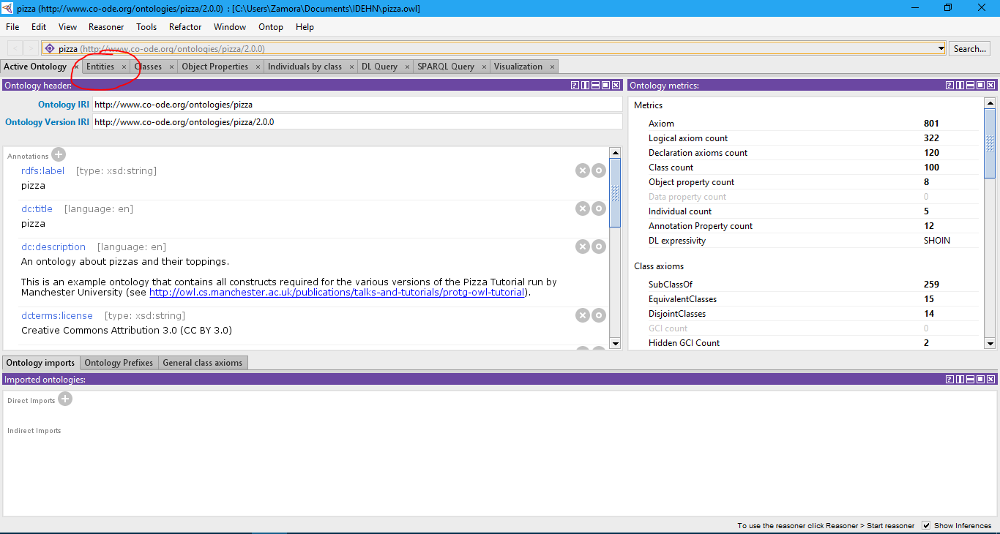 pizza (http://www.co-ode.org/ontologies/pizza/2.0.0) : [C:\Users\Zamora\Documents\IDEHN\pizza.owl]
File Edit View Reasoner Tools Refactor Window Ontop Help
pizza (http://www.co-ode.org/ontologies/pizza/2.0.0) Search...
Active Ontology × Entities × Classes × Object Properties × Individuals by class × DL Query × SPARQL Query × Visualization ×
Ontology header:
Ontology IRI http://www.co-ode.org/ontologies/pizza
Ontology Version IRI http://www.co-ode.org/ontologies/pizza/2.0.0
Annotations
rdfs:label [type: xsd:string]
pizza
dc:title [language: en]
pizza
dc:description [language: en]
An ontology about pizzas and their toppings.
This is an example ontology that contains all constructs required for the various versions of the Pizza Tutorial run by
Manchester University (see http://owl.cs.manchester.ac.uk/publications/talks-and-tutorials/protg-owl-tutorial).
dcterms:license [type: xsd:string]
Creative Commons Attribution 3.0 (CC BY 3.0)
Ontology metrics:
Metrics
Axiom 801
Logical axiom count 322
Declaration axioms count 120
Class count 100
Object property count 8
Data property count 0
Individual count 5
Annotation Property count 12
DL expressivity SHOIN
Class axioms
SubClassOf 259
EquivalentClasses 15
DisjointClasses 14
GCI count 0
Hidden GCI Count 2
Ontology imports Ontology Prefixes General class axioms
Imported ontologies:
Direct Imports
Indirect Imports
To use the reasoner click Reasoner > Start reasoner Show Inferences